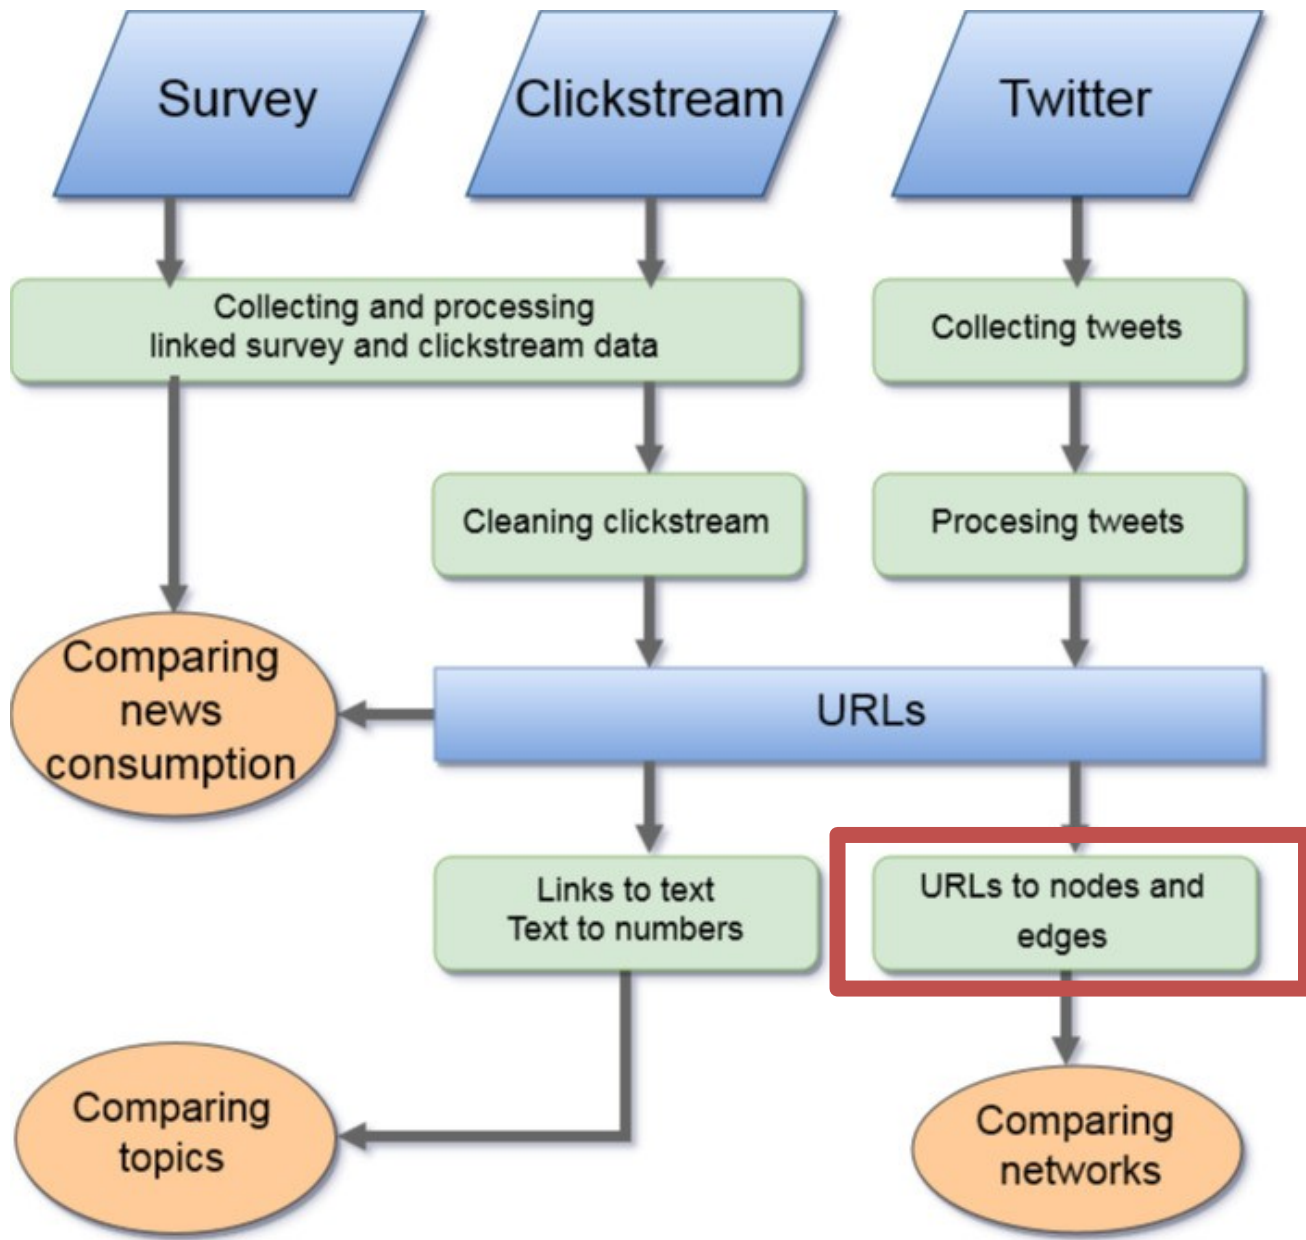 Survey
Clickstream
Twitter
Collecting and processing
linked survey and clickstream data
Collecting tweets
Cleaning clickstream
Procesing tweets
Comparing
news
consumption
URLs
Links to text
Text to numbers
URLs to nodes and
edges
Comparing
topics
Comparing
networks